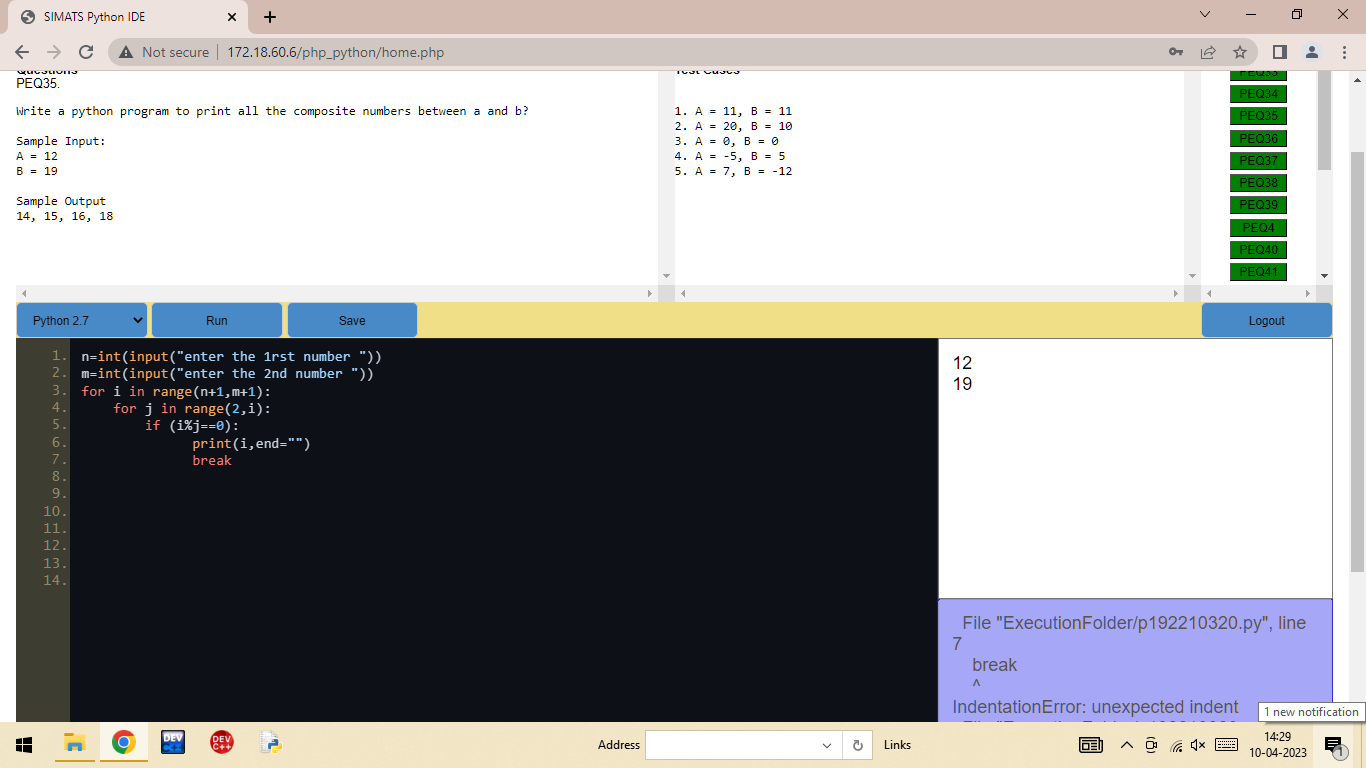 SIMATS Python IDE
Not secure 172.18.60.6/php_python/home.php
Questions
PEQ35.
Write a python program to print all the composite numbers between a and b?
Sample Input:
A = 12
B = 19
Sample Output
14, 15, 16, 18
Test Cases
1. A = 11, B = 11
2. A = 20, B = 10
3. A = 0, B = 0
4. A = -5, B = 5
5. A = 7, B = -12
PEQ33
PEQ34
PEQ35
PEQ36
PEQ37
PEQ38
PEQ39
PEQ4
PEQ40
PEQ41
Python 2.7 Run Save Logout
1. n=int(input("enter the 1rst number "))
2. m=int(input("enter the 2nd number "))
3. for i in range(n+1,m+1):
4. for j in range(2,i):
5. if (i%j==0):
6. print(i,end="")
7. break
8.
9.
10.
11.
12.
13.
14.
12
19
File "ExecutionFolder/p192210320.py", line
7
break
^
IndentationError: unexpected indent
1 new notification
DEV C++
DEV C++
Address
Links
14:29
10-04-2023
1